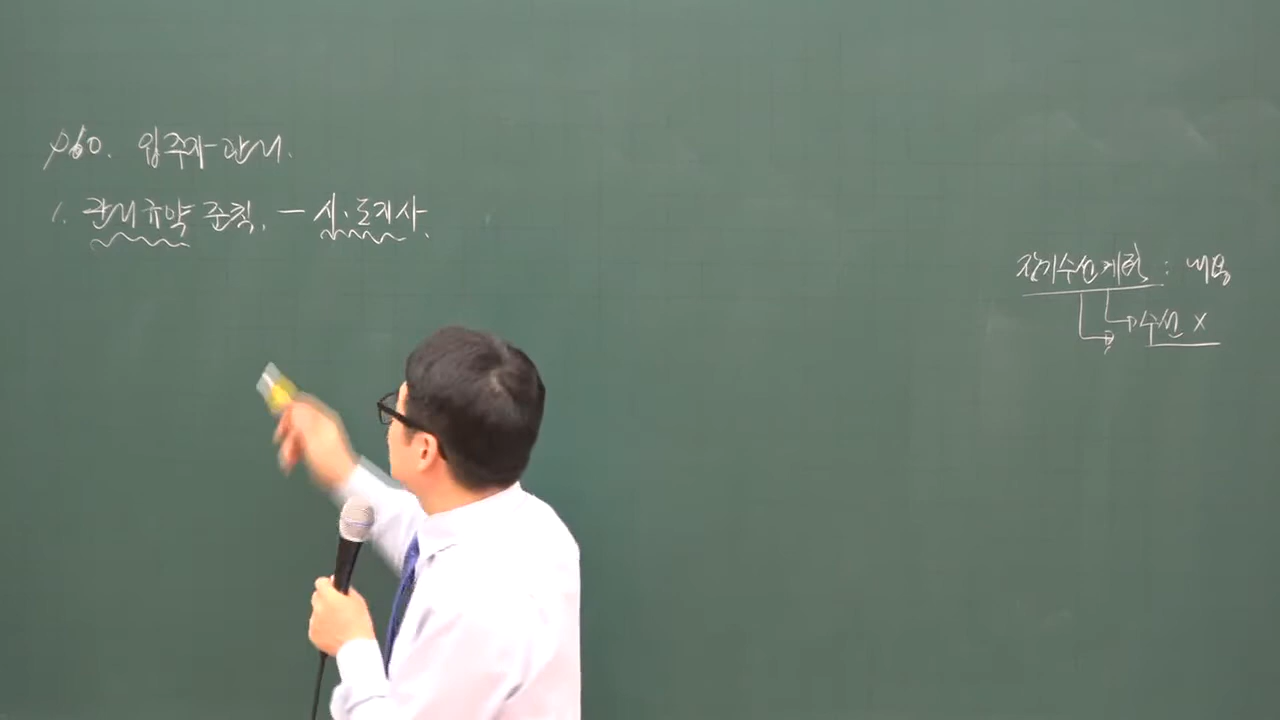 p60. 입주자관리.
1. 관리규약 준칙. - 시·도지사.
장기수선계획 : 내용
수선 x